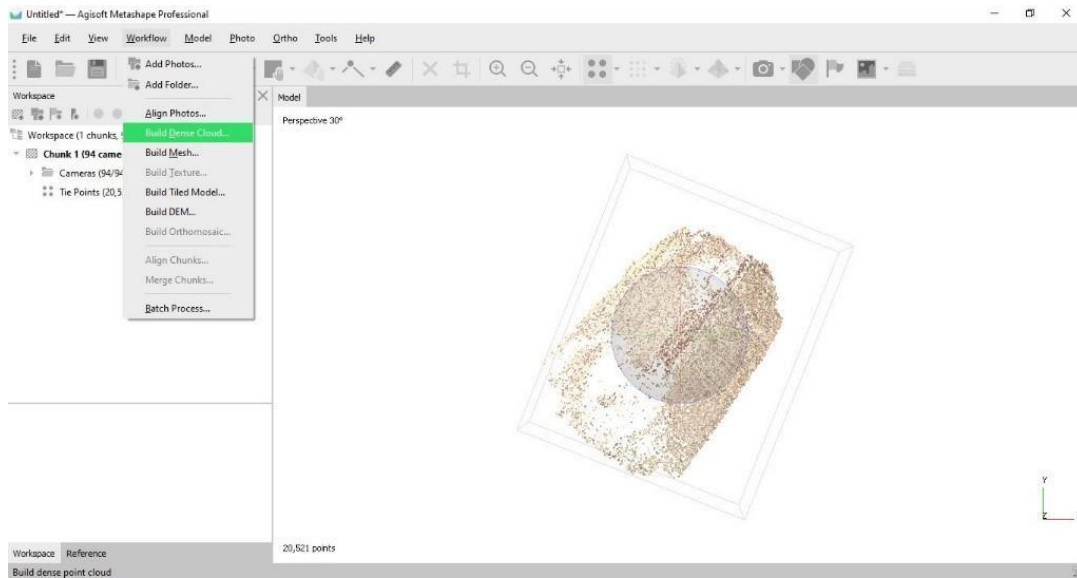 Untitled* — Agisoft Metashape Professional
File Edit View Workflow Model Photo Ortho Tools Help
Workspace
Workspace (1 chunks,
Chunk 1 (94 came
Cameras (94/94
Tie Points (20,5
Add Photos...
Add Folder...
Align Photos...
Build Dense Cloud...
Build Mesh...
Build Texture...
Build Tiled Model...
Build DEM...
Build Orthomosaic...
Align Chunks...
Merge Chunks...
Batch Process...
Model
Perspective 30°
Y
Z
20,521 points
Workspace Reference
Build dense point cloud